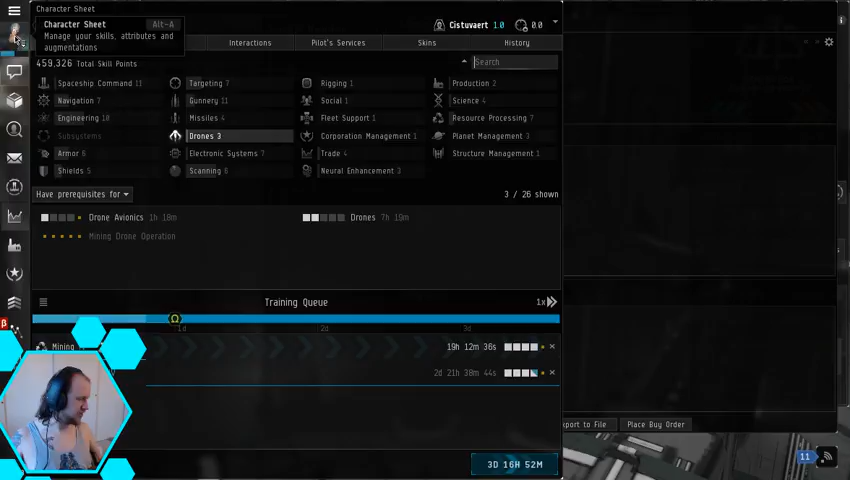 Character Sheet
Character Sheet Alt-A
Manage your skills, attributes and
augmentations
Cistuvaert 1.0
0.0
Interactions
Pilot's Services
Skins
History
459,326 Total Skill Points
Search
Spaceship Command 11
Targeting 7
Rigging 1
Production 2
Navigation 7
Gunnery 11
Social 1
Science 4
Engineering 10
Missiles 4
Fleet Support 1
Resource Processing 7
Subsystems
Drones 3
Corporation Management 1
Planet Management 3
Armor 6
Electronic Systems 7
Trade 4
Structure Management 1
Shields 5
Scanning 6
Neural Enhancement 3
Have prerequisites for
3 / 26 shown
Drone Avionics 1h 18m
Drones 7h 19m
Mining Drone Operation
Training Queue
1x
1d
2d
3d
Mining
19h 12m 36s
2d 21h 38m 44s
3D 16H 52M
port to File
Place Buy Order
11
β